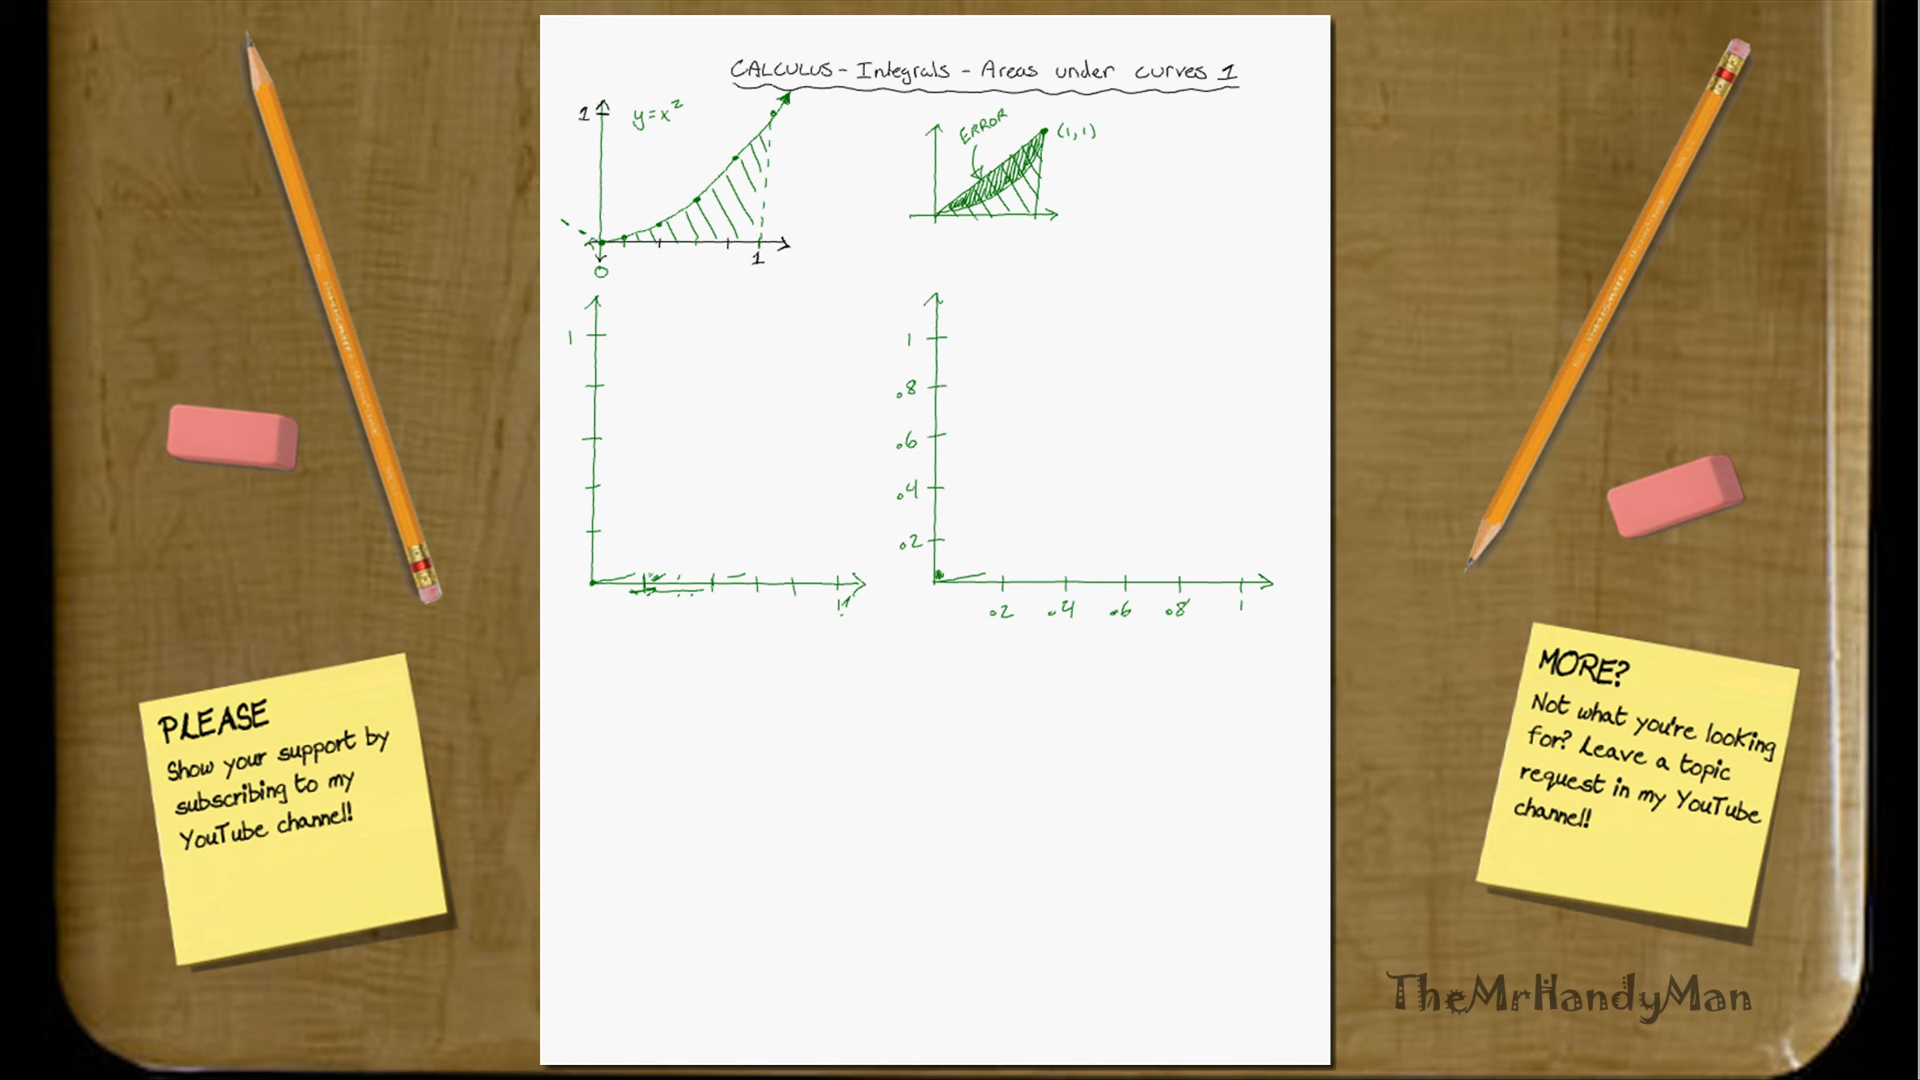 CALCULUS - Integrals - Areas under curves 1
1
y=x²
0
1
ERROR
(1,1)
1
1
1
.8
.6
.4
.2
.2 .4 .6 .8 1
PLEASE
Show your support by
subscribing to my
YouTube channel!
MORE?
Not what you're looking
for? Leave a topic
request in my YouTube
channel!
TheMrHandyMan